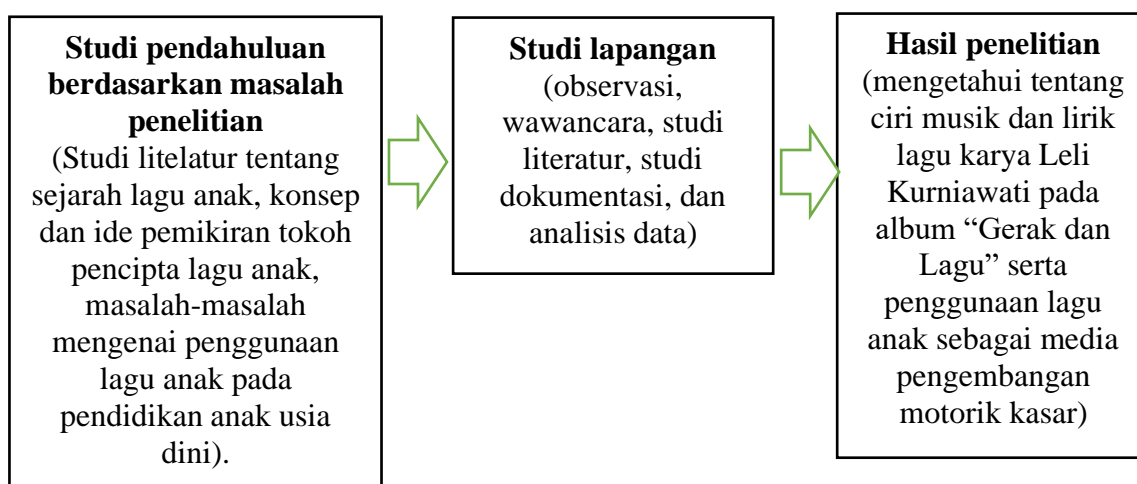 Studi pendahuluan
berdasarkan masalah
penelitian
(Studi litelatur tentang
sejarah lagu anak, konsep
dan ide pemikiran tokoh
pencipta lagu anak,
masalah-masalah
mengenai penggunaan
lagu anak pada
pendidikan anak usia
dini).
Studi lapangan
(observasi,
wawancara, studi
literatur, studi
dokumentasi, dan
analisis data)
Hasil penelitian
(mengetahui tentang
ciri musik dan lirik
lagu karya Leli
Kurniawati pada
album “Gerak dan
Lagu” serta
penggunaan lagu
anak sebagai media
pengembangan
motorik kasar)